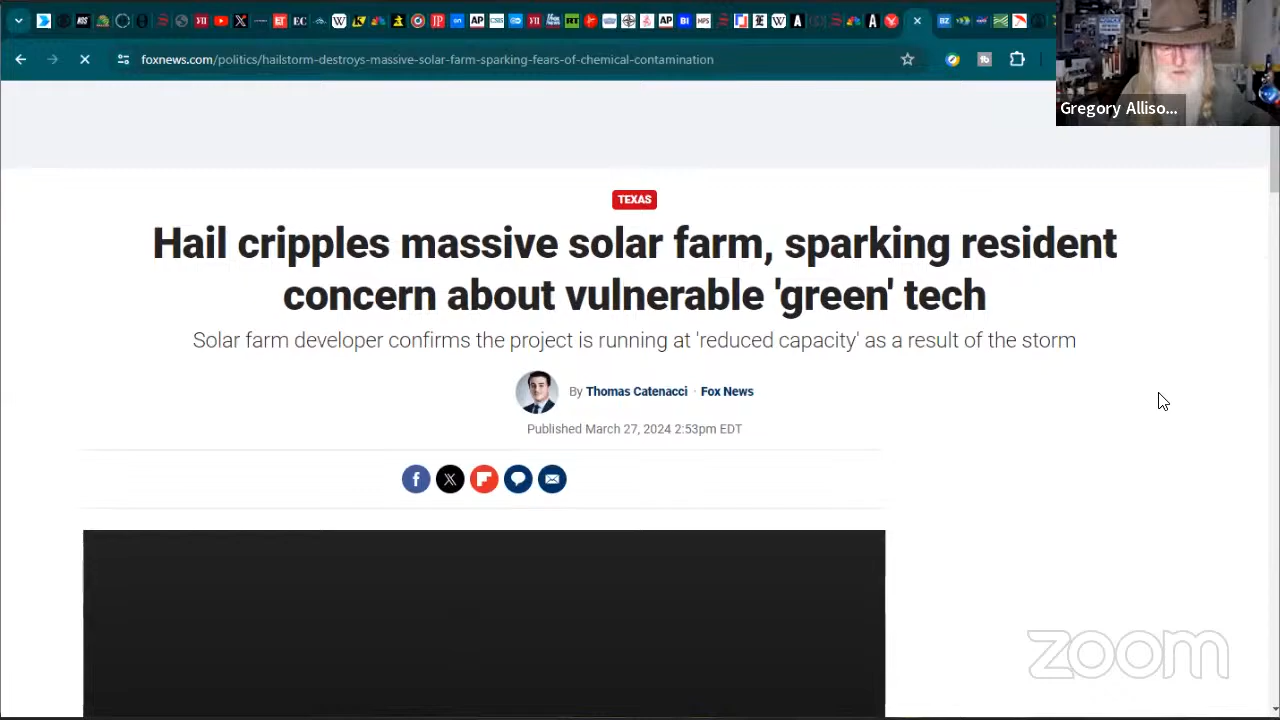 foxnews.com/politics/hailstorm-destroys-massive-solar-farm-sparking-fears-of-chemical-contamination
Gregory Alliso...
TEXAS
Hail cripples massive solar farm, sparking resident
concern about vulnerable 'green' tech
Solar farm developer confirms the project is running at 'reduced capacity' as a result of the storm
By Thomas Catenacci · Fox News
Published March 27, 2024 2:53pm EDT
zoom